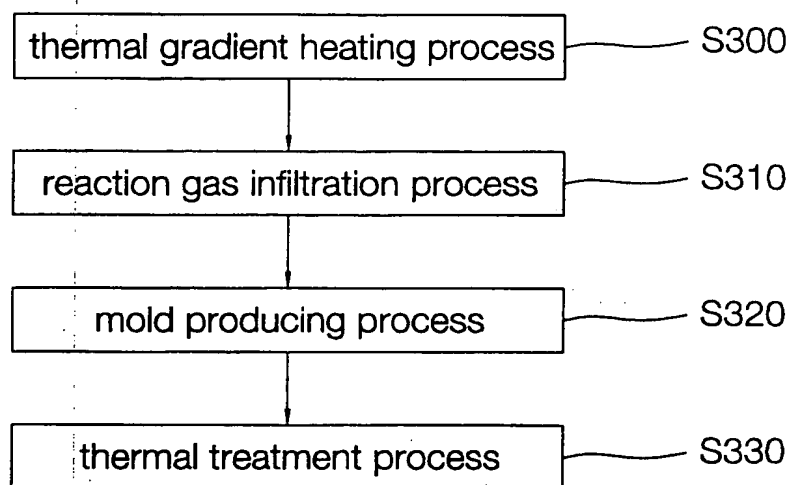 thermal gradient heating process S300
reaction gas infiltration process S310
mold producing process S320
thermal treatment process S330